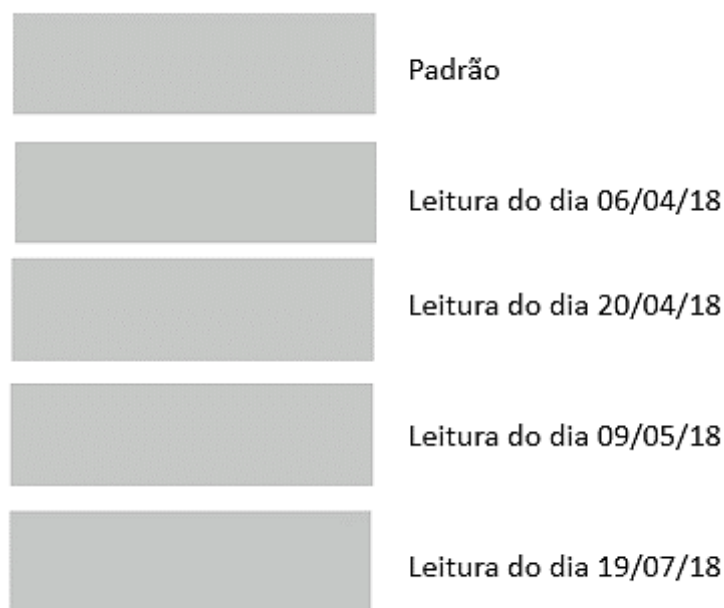 Padrão
Leitura do dia 06/04/18
Leitura do dia 20/04/18
Leitura do dia 09/05/18
Leitura do dia 19/07/18